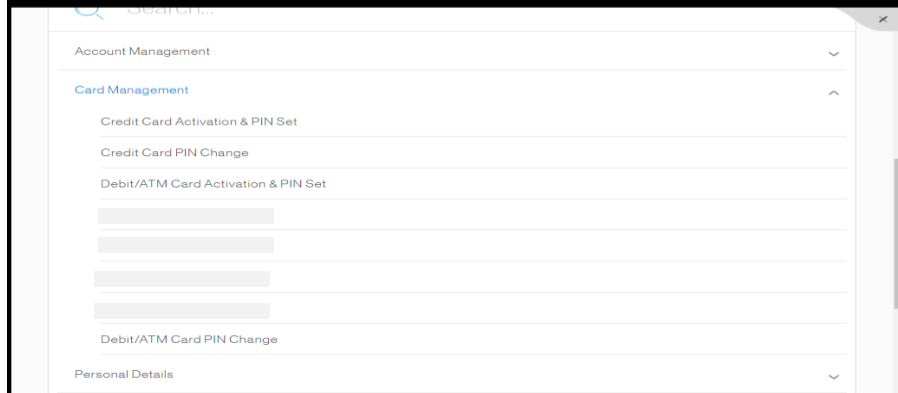 Search...
Account Management
Card Management
Credit Card Activation & PIN Set
Credit Card PIN Change
Debit/ATM Card Activation & PIN Set
Debit/ATM Card PIN Change
Personal Details